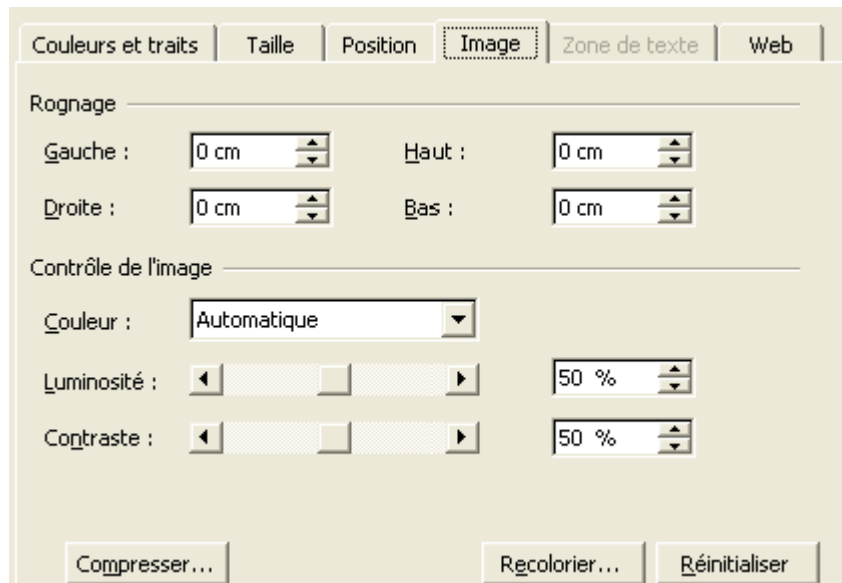 Couleurs et traits Taille Position Image Zone de texte Web
Rognage
Gauche : 0 cm Haut : 0 cm
Droite : 0 cm Bas : 0 cm
Contrôle de l'image
Couleur : Automatique
Luminosité : 50 %
Contraste : 50 %
Compresser... Recolorier... Réinitialiser